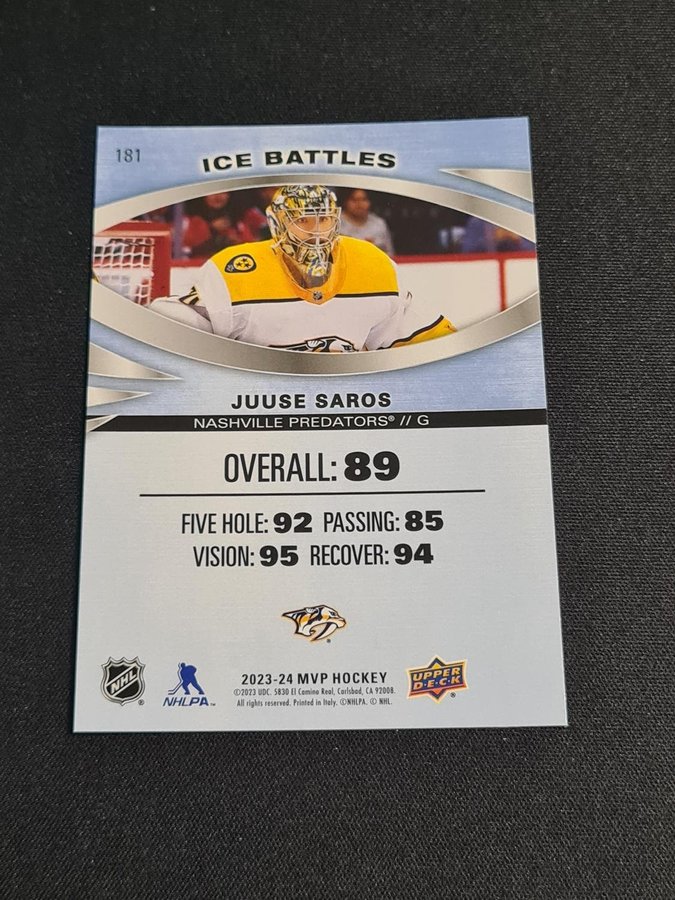 181
ICE BATTLES
JUUSE SAROS
NASHVILLE PREDATORS® // G
OVERALL: 89
FIVE HOLE: 92 PASSING: 85
VISION: 95 RECOVER: 94
NHL ®
NHLPA™
2023-24 MVP HOCKEY
©2023 UDC. 5830 El Camino Real, Carlsbad, CA 92008.
All rights reserved. Printed in Italy. ©NHLPA. © NHL.
UPPER
D·E·C·K ®